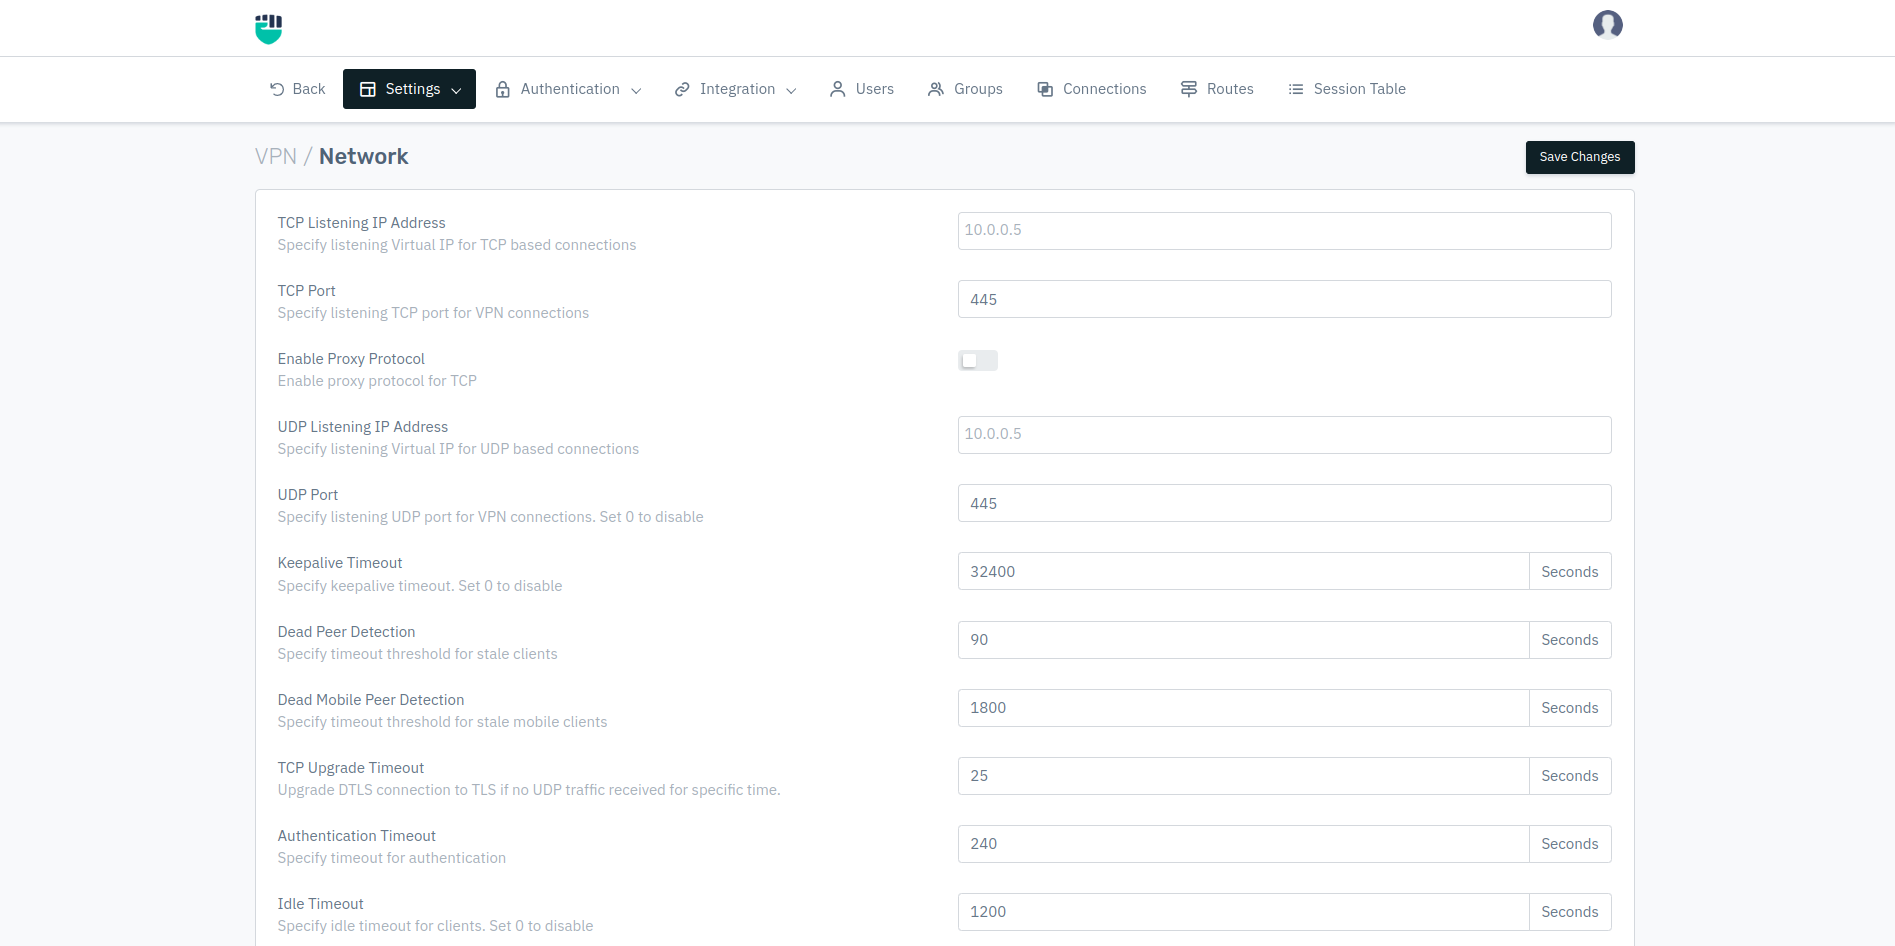 Back
Settings
Authentication
Integration
Users
Groups
Connections
Routes
Session Table
VPN / Network
Save Changes
TCP Listening IP Address
Specify listening Virtual IP for TCP based connections
10.0.0.5
TCP Port
Specify listening TCP port for VPN connections
445
Enable Proxy Protocol
Enable proxy protocol for TCP
UDP Listening IP Address
Specify listening Virtual IP for UDP based connections
10.0.0.5
UDP Port
Specify listening UDP port for VPN connections. Set 0 to disable
445
Keepalive Timeout
Specify keepalive timeout. Set 0 to disable
32400 Seconds
Dead Peer Detection
Specify timeout threshold for stale clients
90 Seconds
Dead Mobile Peer Detection
Specify timeout threshold for stale mobile clients
1800 Seconds
TCP Upgrade Timeout
Upgrade DTLS connection to TLS if no UDP traffic received for specific time.
25 Seconds
Authentication Timeout
Specify timeout for authentication
240 Seconds
Idle Timeout
Specify idle timeout for clients. Set 0 to disable
1200 Seconds